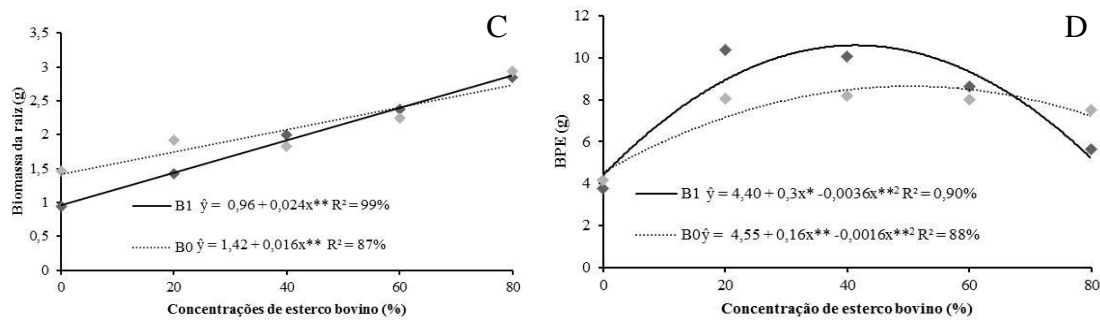 C
3,5
3
2,5
2
1,5
1
0,5
0
Biomassa da raiz (g)
B1 ŷ = 0,96 + 0,024x** R² = 99%
B0 ŷ = 1,42 + 0,016x** R² = 87%
0 20 40 60 80
Concentrações de esterco bovino (%)
D
12
10
8
6
4
2
0
BPE (g)
B1 ŷ = 4,40 + 0,3x* -0,0036x**² R² = 0,90%
B0ŷ = 4,55 + 0,16x** -0,0016x**² R² = 88%
0 20 40 60 80
Concentração de esterco bovino (%)